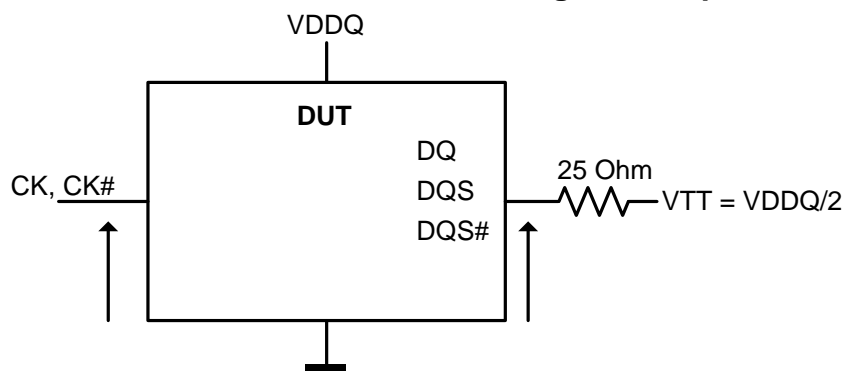 VDDQ
DUT
DQ
CK, CK#
DQS
DQS#
25 Ohm
VTT = VDDQ/2